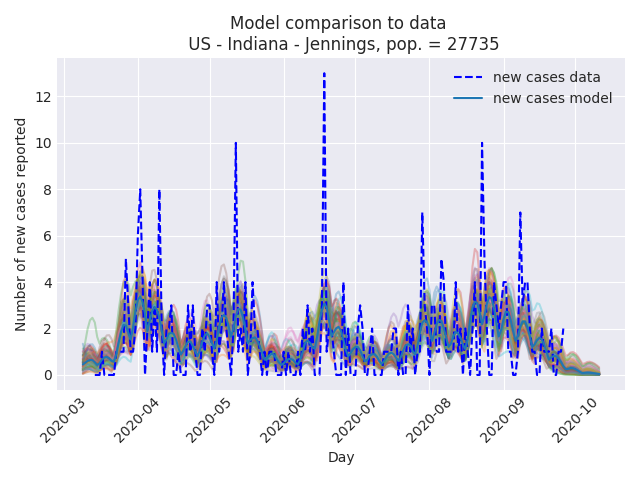 Model comparison to data
US - Indiana - Jennings, pop. = 27735
new cases data
new cases model
Number of new cases reported
12
10
8
6
4
2
0
2020-03
2020-04
2020-05
2020-06
2020-07
2020-08
2020-09
2020-10
Day